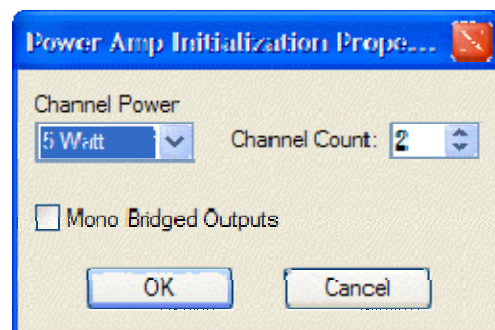 Power Amp Initialization Prope...
Channel Power
5 Watt
Channel Count: 2
Mono Bridged Outputs
OK Cancel